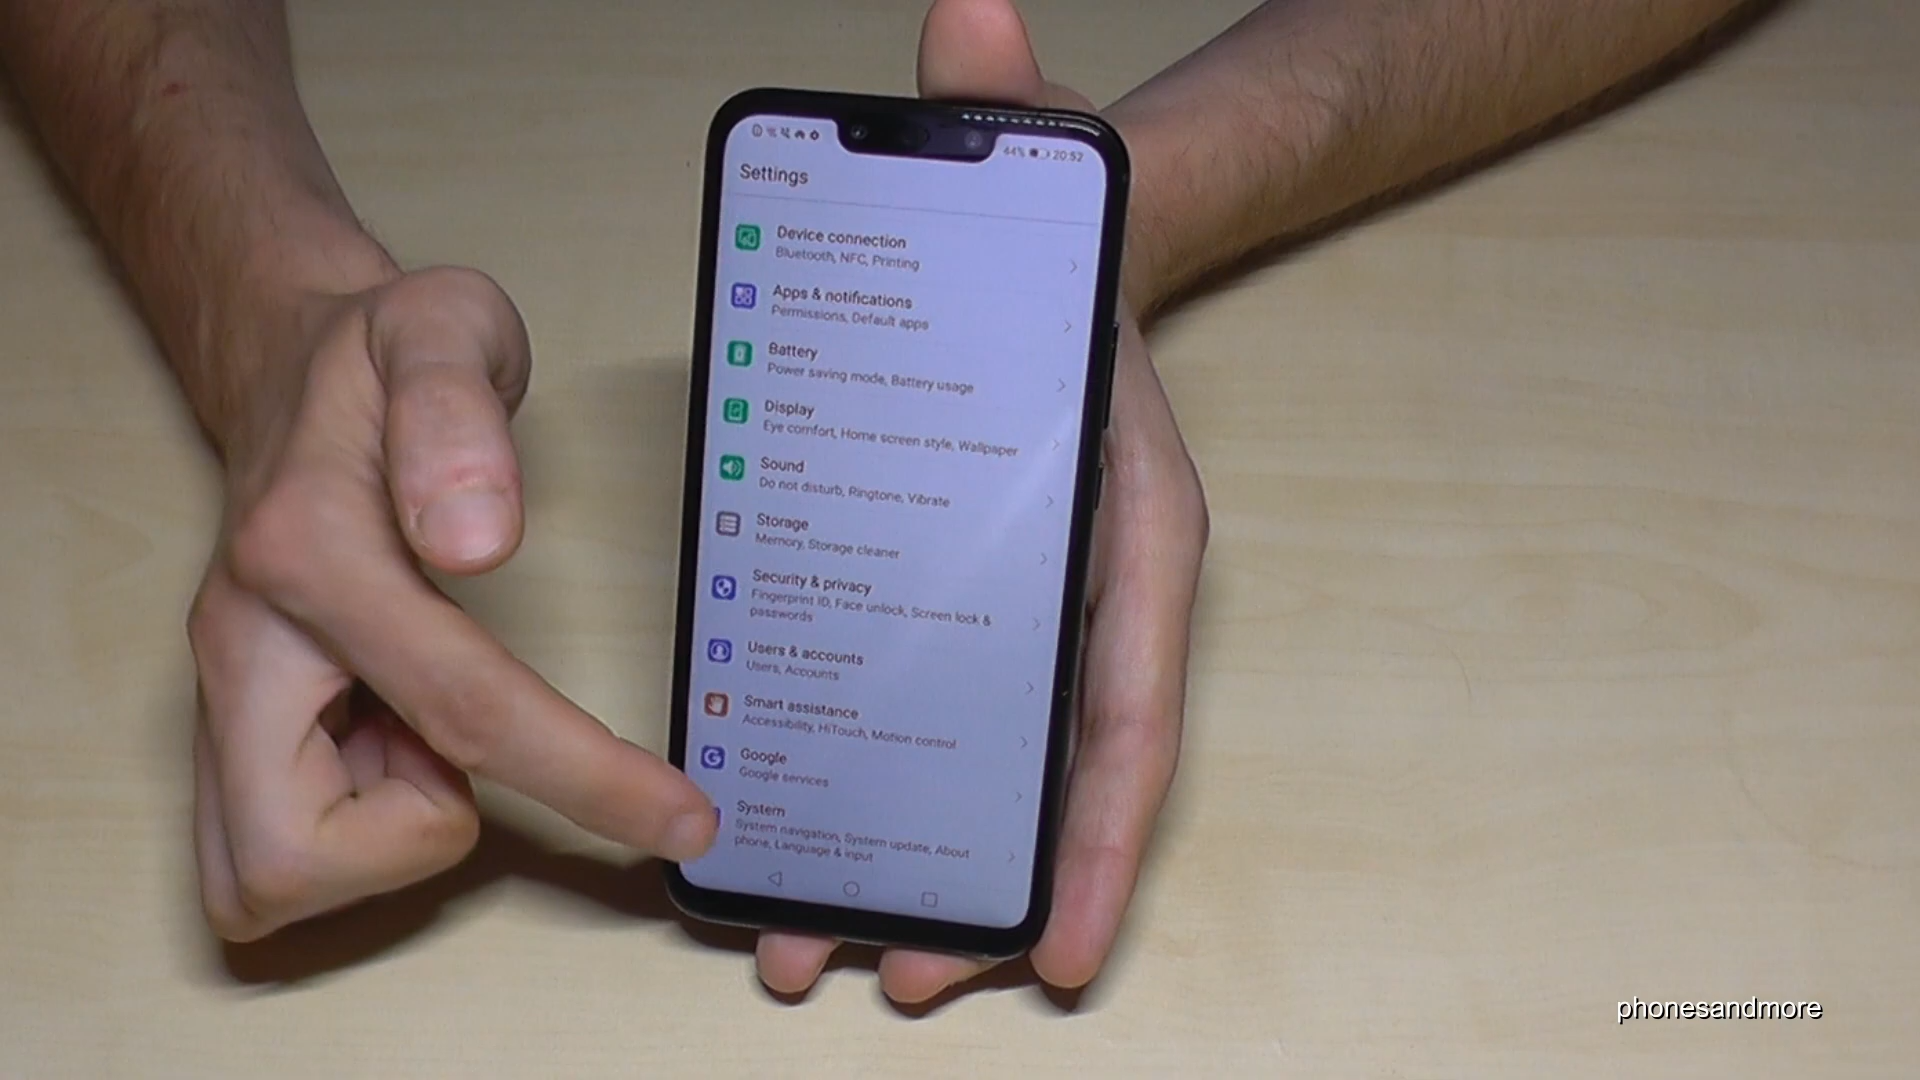 44% 20:52
Settings
Device connection
Bluetooth, NFC, Printing
Apps & notifications
Permissions, Default apps
Battery
Power saving mode, Battery usage
Display
Eye comfort, Home screen style, Wallpaper
Sound
Do not disturb, Ringtone, Vibrate
Storage
Memory, Storage cleaner
Security & privacy
Fingerprint ID, Face unlock, Screen lock &
passwords
Users & accounts
Users, Accounts
Smart assistance
Accessibility, HiTouch, Motion control
G Google
Google services
System
System navigation, System update, About
phone, Language & input
phonesandmore